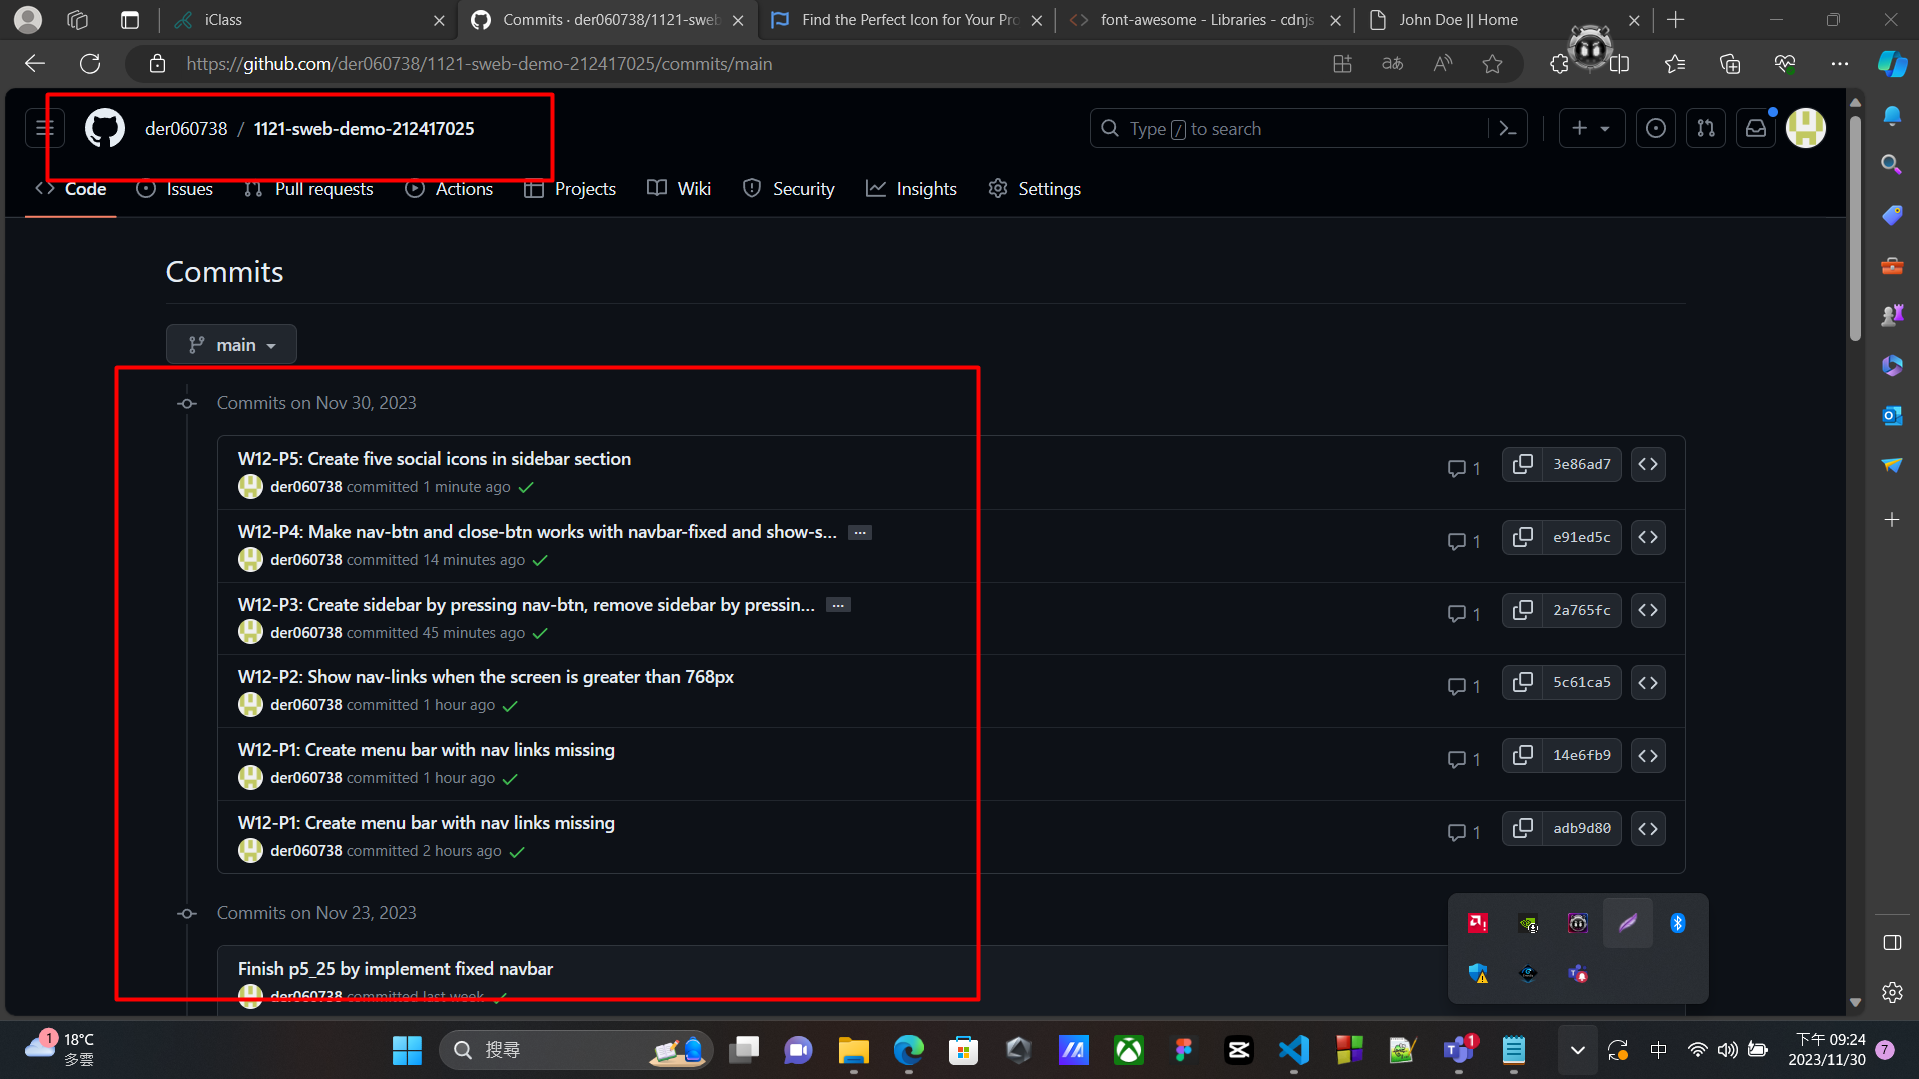 iClass
Commits · der060738/1121-sweb
Find the Perfect Icon for Your Pro
font-awesome - Libraries - cdnjs
John Doe || Home
https://github.com/der060738/1121-sweb-demo-212417025/commits/main
der060738 / 1121-sweb-demo-212417025
Type / to search
Code
Issues
Pull requests
Actions
Projects
Wiki
Security
Insights
Settings
Commits
main
Commits on Nov 30, 2023
W12-P5: Create five social icons in sidebar section
der060738 committed 1 minute ago
1
3e86ad7
W12-P4: Make nav-btn and close-btn works with navbar-fixed and show-s...
der060738 committed 14 minutes ago
1
e91ed5c
W12-P3: Create sidebar by pressing nav-btn, remove sidebar by pressin...
der060738 committed 45 minutes ago
1
2a765fc
W12-P2: Show nav-links when the screen is greater than 768px
der060738 committed 1 hour ago
1
5c61ca5
W12-P1: Create menu bar with nav links missing
der060738 committed 1 hour ago
1
14e6fb9
W12-P1: Create menu bar with nav links missing
der060738 committed 2 hours ago
1
adb9d80
Commits on Nov 23, 2023
Finish p5_25 by implement fixed navbar
der060738 committed last week
1
18°C
多雲
搜尋
1
中
下午 09:24
2023/11/30
7